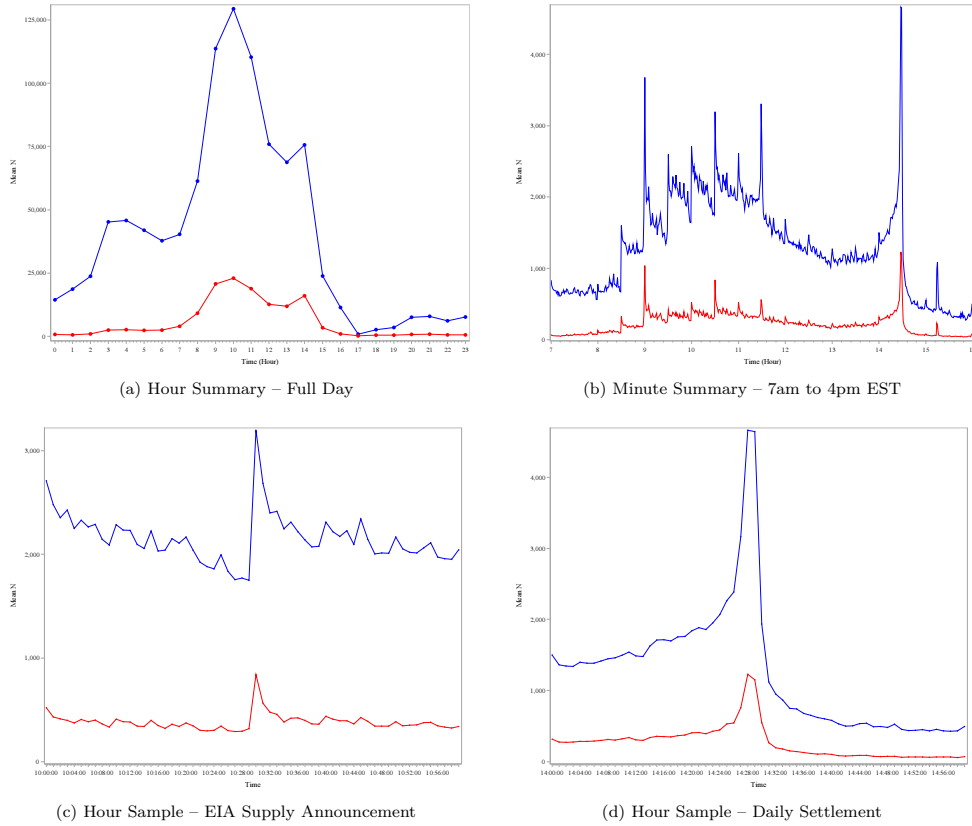 125,000
100,000
75,000
50,000
25,000
0
Mean N
0 1 2 3 4 5 6 7 8 9 10 11 12 13 14 15 16 17 18 19 20 21 22 23
Time (Hour)
(a) Hour Summary – Full Day
4,000
3,000
2,000
1,000
0
Mean N
7 8 9 10 11 12 13 14 15 16
Time (Hour)
(b) Minute Summary – 7am to 4pm EST
3,000
2,000
1,000
0
Mean N
10:00:00 10:04:00 10:08:00 10:12:00 10:16:00 10:20:00 10:24:00 10:28:00 10:32:00 10:36:00 10:40:00 10:44:00 10:48:00 10:52:00 10:56:00
Time
(c) Hour Sample – EIA Supply Announcement
4,000
3,000
2,000
1,000
0
Mean N
14:00:00 14:04:00 14:08:00 14:12:00 14:16:00 14:20:00 14:24:00 14:28:00 14:32:00 14:36:00 14:40:00 14:44:00 14:48:00 14:52:00 14:56:00
Time
(d) Hour Sample – Daily Settlement